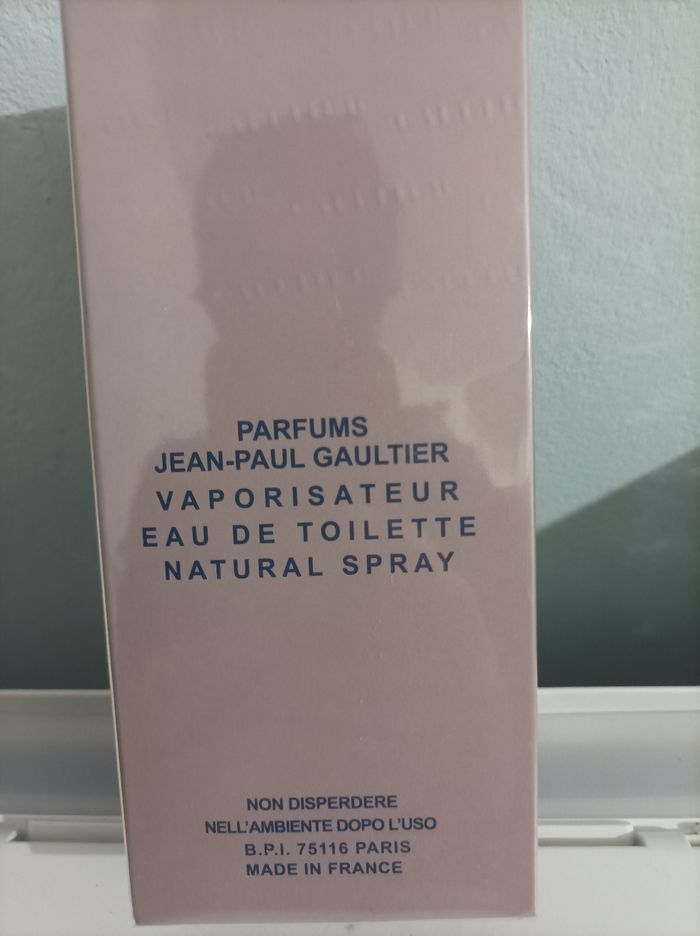 PARFUMS
JEAN-PAUL GAULTIER
VAPORISATEUR
EAU DE TOILETTE
NATURAL SPRAY
NON DISPERDERE
NELL'AMBIENTE DOPO L'USO
B.P.I. 75116 PARIS
MADE IN FRANCE